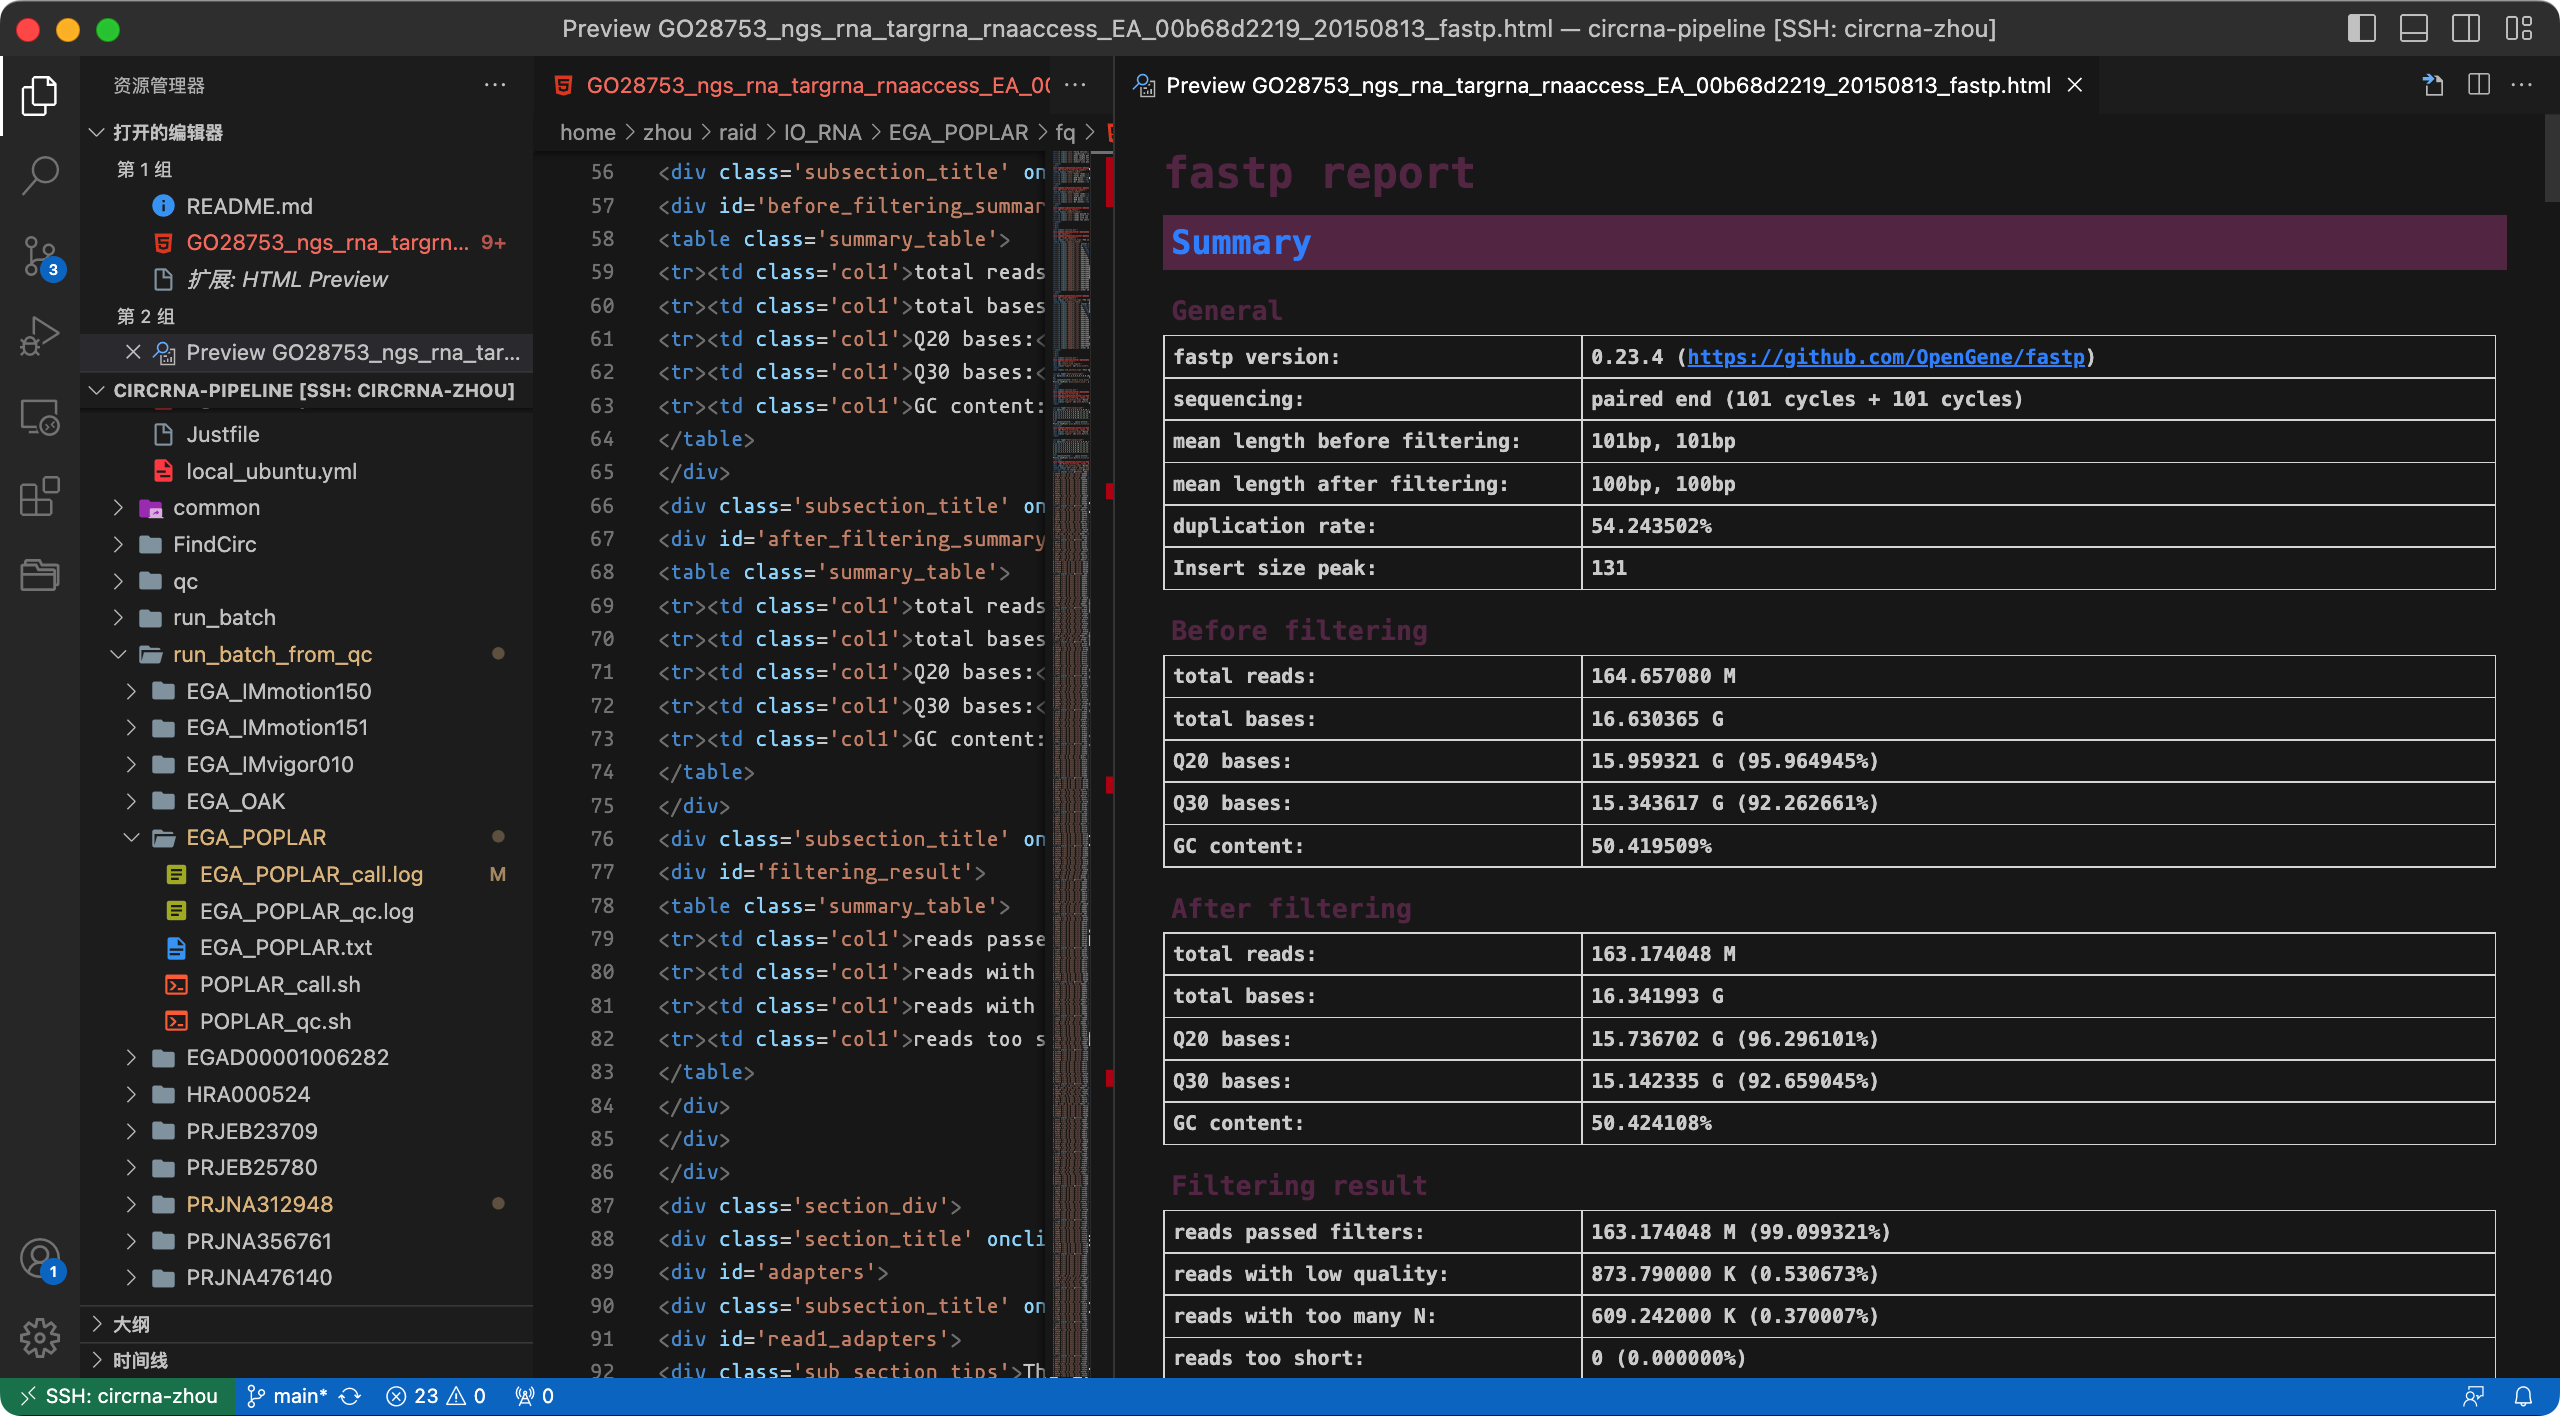 Preview GO28753_ngs_rna_targrna_rnaaccess_EA_00b68d2219_20150813_fastp.html — circrna-pipeline [SSH: circrna-zhou]
资源管理器
打开的编辑器
第 1 组
README.md
GO28753_ngs_rna_targrn... 9+
扩展: HTML Preview
第 2 组
Preview GO28753_ngs_rna_tar...
CIRCRNA-PIPELINE [SSH: CIRCRNA-ZHOU]
Justfile
local_ubuntu.yml
common
FindCirc
qc
run_batch
run_batch_from_qc
EGA_IMmotion150
EGA_IMmotion151
EGA_IMvigor010
EGA_OAK
EGA_POPLAR
EGA_POPLAR_call.log M
EGA_POPLAR_qc.log
EGA_POPLAR.txt
POPLAR_call.sh
POPLAR_qc.sh
EGAD00001006282
HRA000524
PRJEB23709
PRJEB25780
PRJNA312948
PRJNA356761
PRJNA476140
大纲
时间线
3
1
GO28753_ngs_rna_targrna_rnaaccess_EA_00
home > zhou > raid > IO_RNA > EGA_POPLAR > fq >
56 <div class='subsection_title' on
57 <div id='before_filtering_summar
58 <table class='summary_table'>
59 <tr><td class='col1'>total reads
60 <tr><td class='col1'>total bases
61 <tr><td class='col1'>Q20 bases:<
62 <tr><td class='col1'>Q30 bases:<
63 <tr><td class='col1'>GC content:
64 </table>
65 </div>
66 <div class='subsection_title' on
67 <div id='after_filtering_summary
68 <table class='summary_table'>
69 <tr><td class='col1'>total reads
70 <tr><td class='col1'>total bases
71 <tr><td class='col1'>Q20 bases:<
72 <tr><td class='col1'>Q30 bases:<
73 <tr><td class='col1'>GC content:
74 </table>
75 </div>
76 <div class='subsection_title' on
77 <div id='filtering_result'>
78 <table class='summary_table'>
79 <tr><td class='col1'>reads passe
80 <tr><td class='col1'>reads with
81 <tr><td class='col1'>reads with
82 <tr><td class='col1'>reads too s
83 </table>
84 </div>
85 </div>
86 </div>
87 <div class='section_div'>
88 <div class='section_title' oncli
89 <div id='adapters'>
90 <div class='subsection_title' on
91 <div id='read1_adapters'>
92 <div class='sub_section_tips'>Th
Preview GO28753_ngs_rna_targrna_rnaaccess_EA_00b68d2219_20150813_fastp.html
fastp report
Summary
General
fastp version: 0.23.4 (https://github.com/OpenGene/fastp)
sequencing: paired end (101 cycles + 101 cycles)
mean length before filtering: 101bp, 101bp
mean length after filtering: 100bp, 100bp
duplication rate: 54.243502%
Insert size peak: 131
Before filtering
total reads: 164.657080 M
total bases: 16.630365 G
Q20 bases: 15.959321 G (95.964945%)
Q30 bases: 15.343617 G (92.262661%)
GC content: 50.419509%
After filtering
total reads: 163.174048 M
total bases: 16.341993 G
Q20 bases: 15.736702 G (96.296101%)
Q30 bases: 15.142335 G (92.659045%)
GC content: 50.424108%
Filtering result
reads passed filters: 163.174048 M (99.099321%)
reads with low quality: 873.790000 K (0.530673%)
reads with too many N: 609.242000 K (0.370007%)
reads too short: 0 (0.000000%)
SSH: circrna-zhou main* 23 0 0